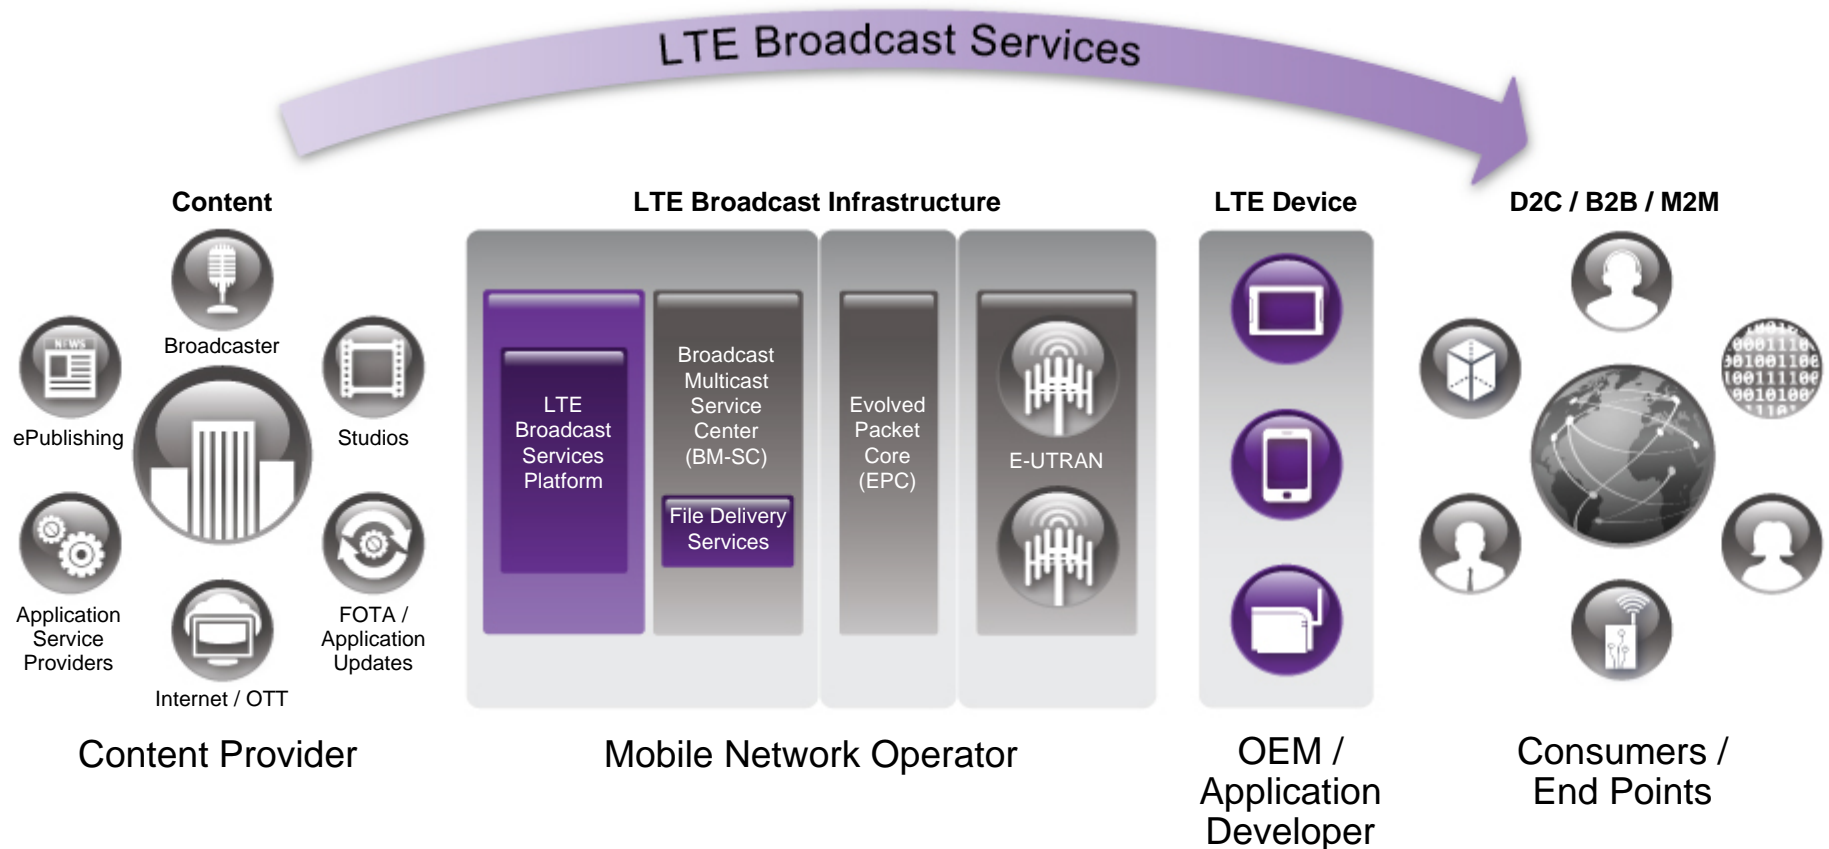 LTE Broadcast Services
Content
Broadcaster
ePublishing
Studios
Application
Service
Providers
FOTA /
Application
Updates
Internet / OTT
Content Provider
LTE Broadcast Infrastructure
LTE
Broadcast
Services
Platform
Broadcast
Multicast
Service
Center
(BM-SC)
File Delivery
Services
Evolved
Packet
Core
(EPC)
E-UTRAN
Mobile Network Operator
LTE Device
OEM /
Application
Developer
D2C / B2B / M2M
Consumers /
End Points
NEWS